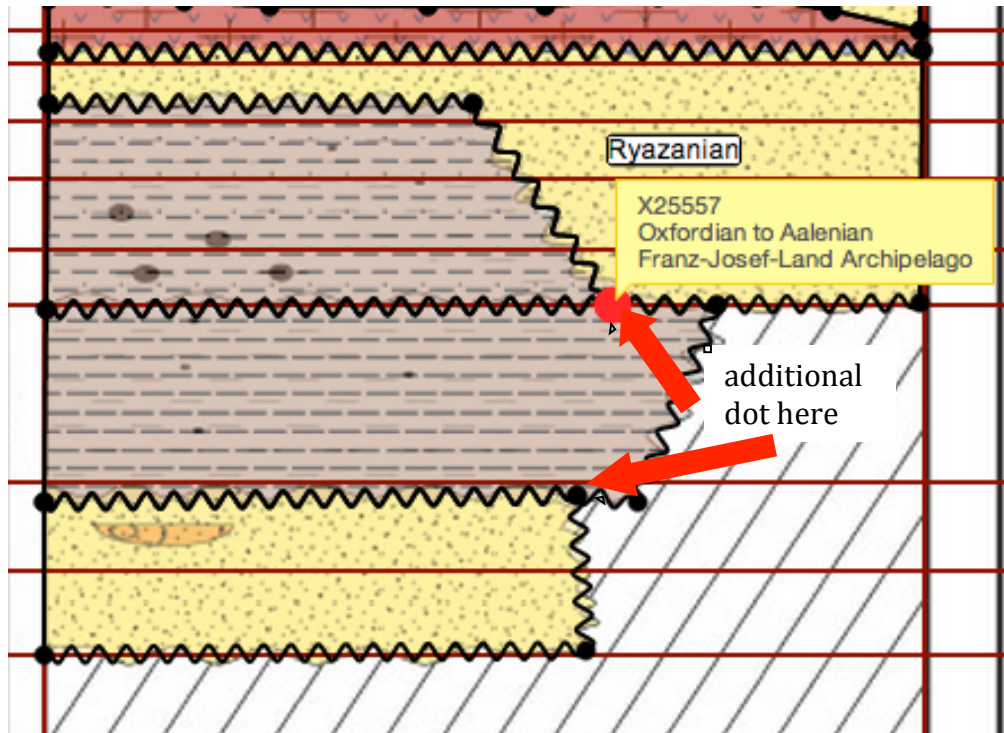 Ryazanian
X25557
Oxfordian to Aalenian
Franz-Josef-Land Archipelago
additional
dot here